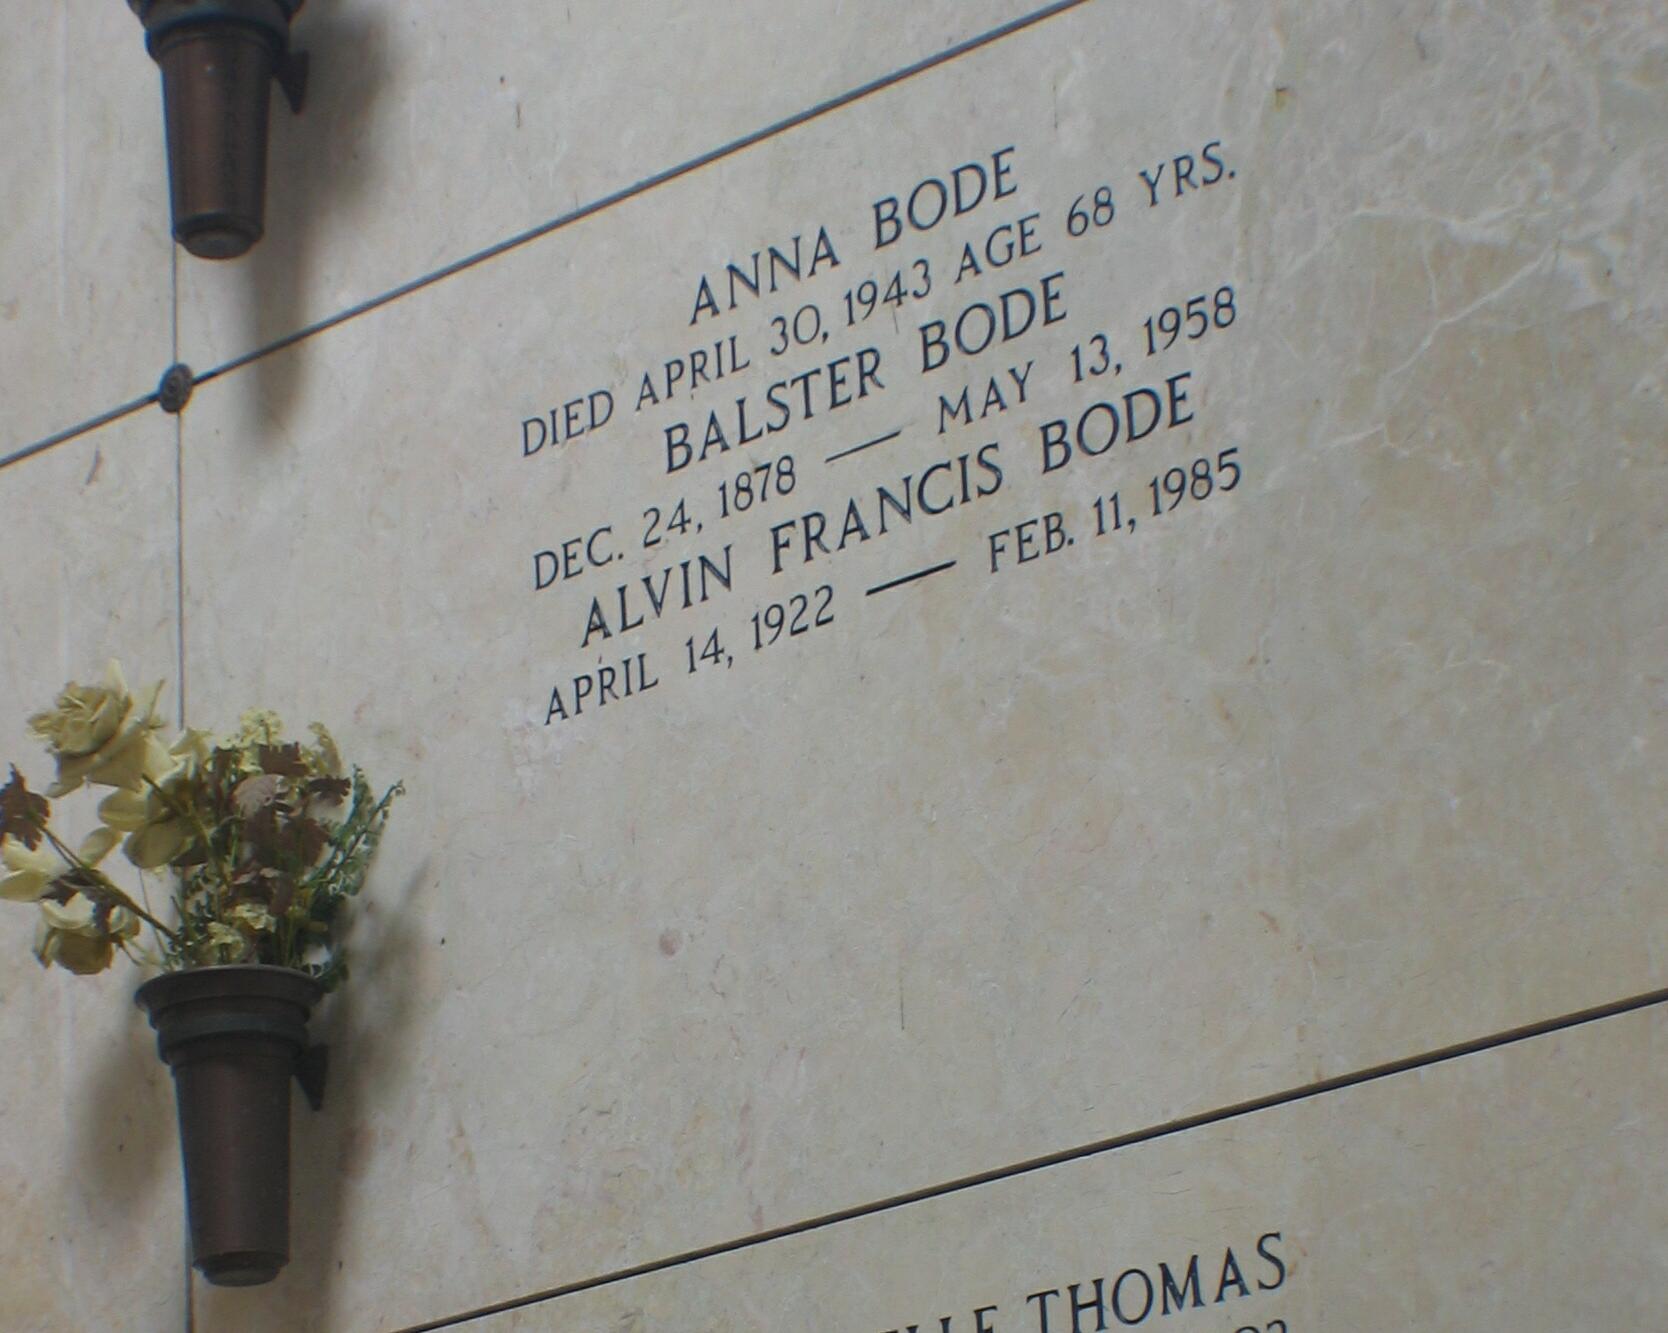 ANNA BODE
DIED APRIL 30, 1943 AGE 68 YRS.
BALSTER BODE
DEC. 24, 1878 — MAY 13, 1958
ALVIN FRANCIS BODE
APRIL 14, 1922 — FEB. 11, 1985
THOMAS